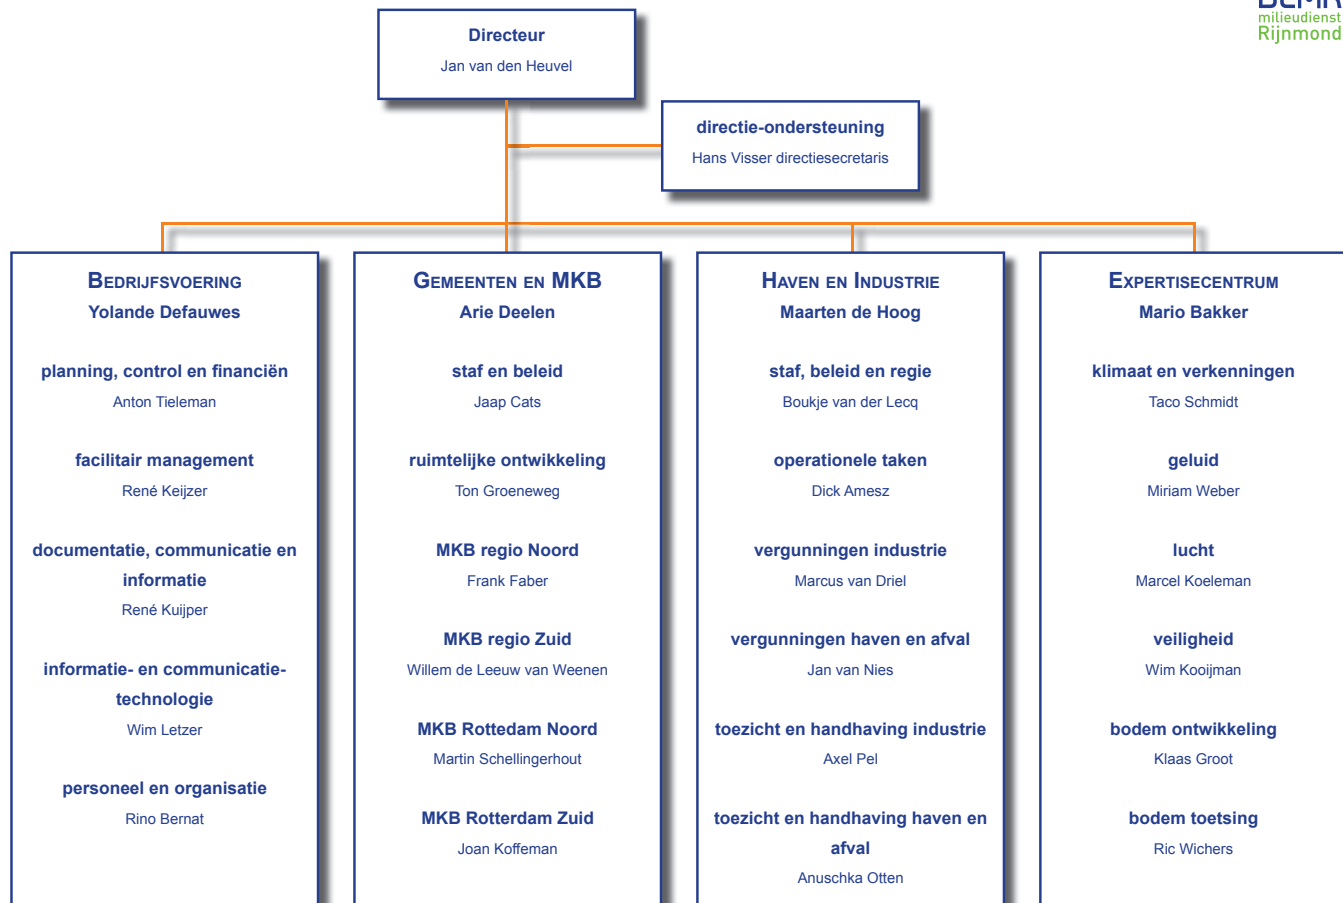 DCMR
milieudienst
Rijnmond
Directeur
Jan van den Heuvel
directie-ondersteuning
Hans Visser directiesecretaris
BEDRIJFSVOERING
Yolande Defauwes
planning, control en financiën
Anton Tieleman
facilitair management
René Keijzer
documentatie, communicatie en
informatie
René Kuijper
informatie- en communicatie-
technologie
Wim Letzer
personeel en organisatie
Rino Bernat
GEMEENTEN EN MKB
Arie Deelen
staf en beleid
Jaap Cats
ruimtelijke ontwikkeling
Ton Groeneweg
MKB regio Noord
Frank Faber
MKB regio Zuid
Willem de Leeuw van Weenen
MKB Rottedam Noord
Martin Schellingerhout
MKB Rotterdam Zuid
Joan Koffeman
HAVEN EN INDUSTRIE
Maarten de Hoog
staf, beleid en regie
Boukje van der Lecq
operationele taken
Dick Amesz
vergunningen industrie
Marcus van Driel
vergunningen haven en afval
Jan van Nies
toezicht en handhaving industrie
Axel Pel
toezicht en handhaving haven en
afval
Anuschka Otten
EXPERTISECENTRUM
Mario Bakker
klimaat en verkenningen
Taco Schmidt
geluid
Miriam Weber
lucht
Marcel Koeleman
veiligheid
Wim Kooijman
bodem ontwikkeling
Klaas Groot
bodem toetsing
Ric Wichers